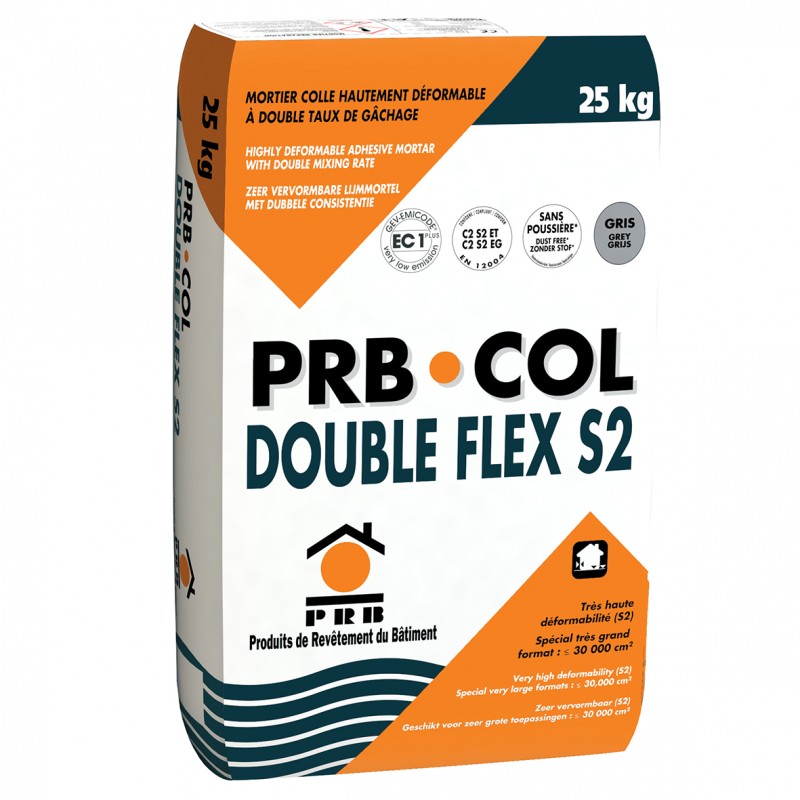 25 kg
MORTIER COLLE HAUTEMENT DÉFORMABLE
À DOUBLE TAUX DE GÂCHAGE
HIGHLY DEFORMABLE ADHESIVE MORTAR
WITH DOUBLE MIXING RATE
ZEER VERVORMBARE LIJMMORTEL
MET DUBBELE CONSISTENTIE
25 kg
PRB•COL
DOUBLE FLEX S2
GEV-EMICODE®
EC 1 PLUS
very low emission
C2 S2 ET
C2 S2 EG
EN 12004
SANS
POUSSIÈRE*
DUST FREE*
ZONDER STOF*
GRIS
GREY
GRIJS
PRB•COL
DOUBLE FLEX S2
PRB
Produits de Revêtement du Bâtiment
PRB
Très haute
déformabilité (S2)
Spécial très grand
format : ≤ 30 000 cm²
Very high deformability (S2)
Special very large formats : ≤ 30,000 cm²
Zeer vervormbaar (S2)
Geschikt voor zeer grote toepassingen : ≤ 30 000 cm²